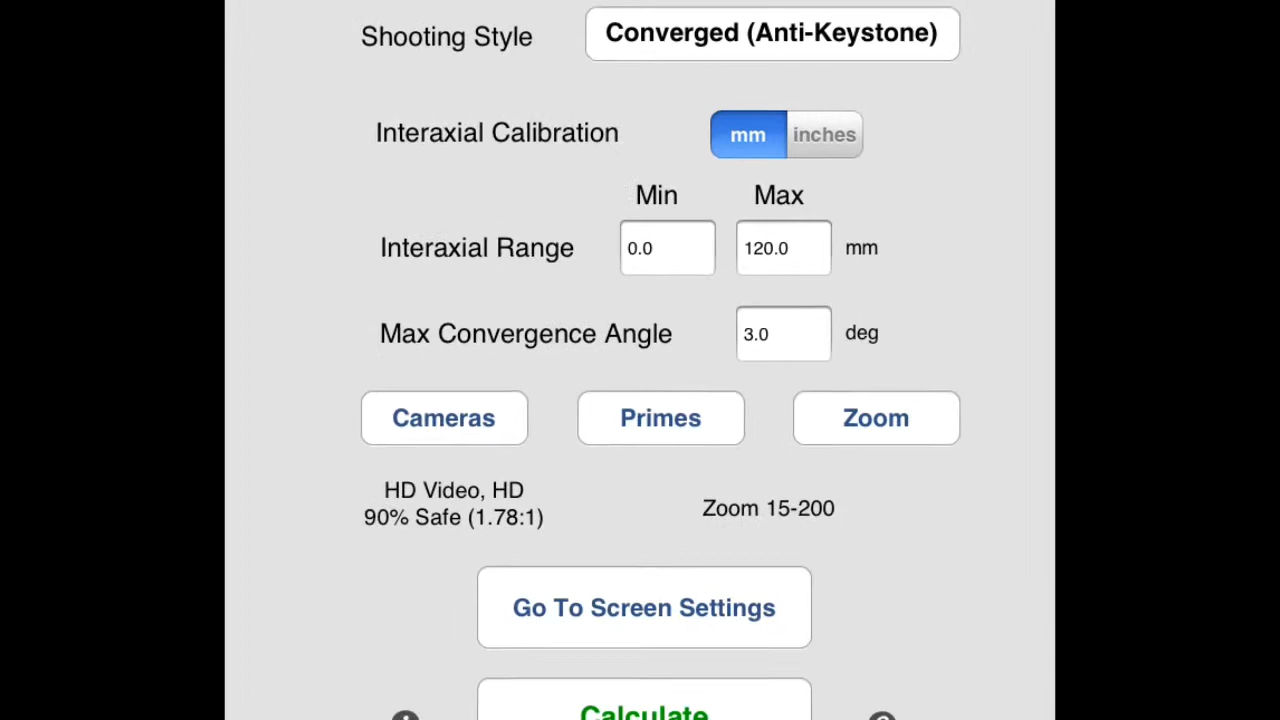 Shooting Style Converged (Anti-Keystone)
Interaxial Calibration mm inches
Min Max
Interaxial Range 0.0 120.0 mm
Max Convergence Angle 3.0 deg
Cameras Primes Zoom
HD Video, HD
90% Safe (1.78:1)
Zoom 15-200
Go To Screen Settings
Calculate